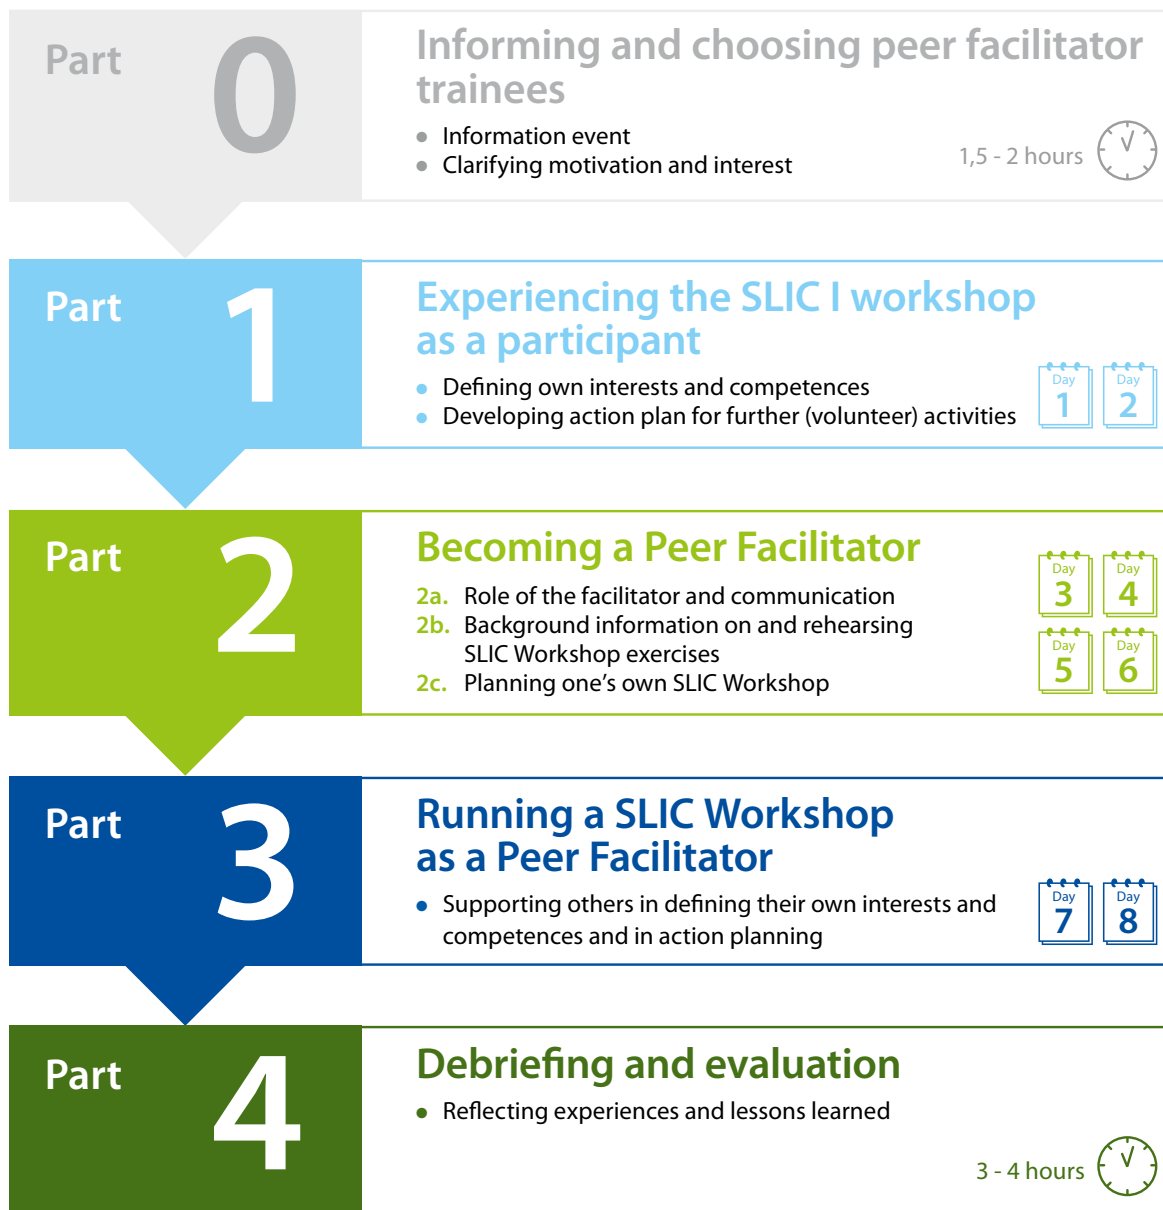 Part 0
Informing and choosing peer facilitator
trainees
• Information event
• Clarifying motivation and interest
1,5 - 2 hours
Part 1
Experiencing the SLIC I workshop
as a participant
• Defining own interests and competences
• Developing action plan for further (volunteer) activities
Day Day
1 2
Part 2
Becoming a Peer Facilitator
2a. Role of the facilitator and communication
2b. Background information on and rehearsing
SLIC Workshop exercises
2c. Planning one's own SLIC Workshop
Day Day
3 4
Day Day
5 6
Part 3
Running a SLIC Workshop
as a Peer Facilitator
• Supporting others in defining their own interests and
competences and in action planning
Day Day
7 8
Part 4
Debriefing and evaluation
• Reflecting experiences and lessons learned
3 - 4 hours